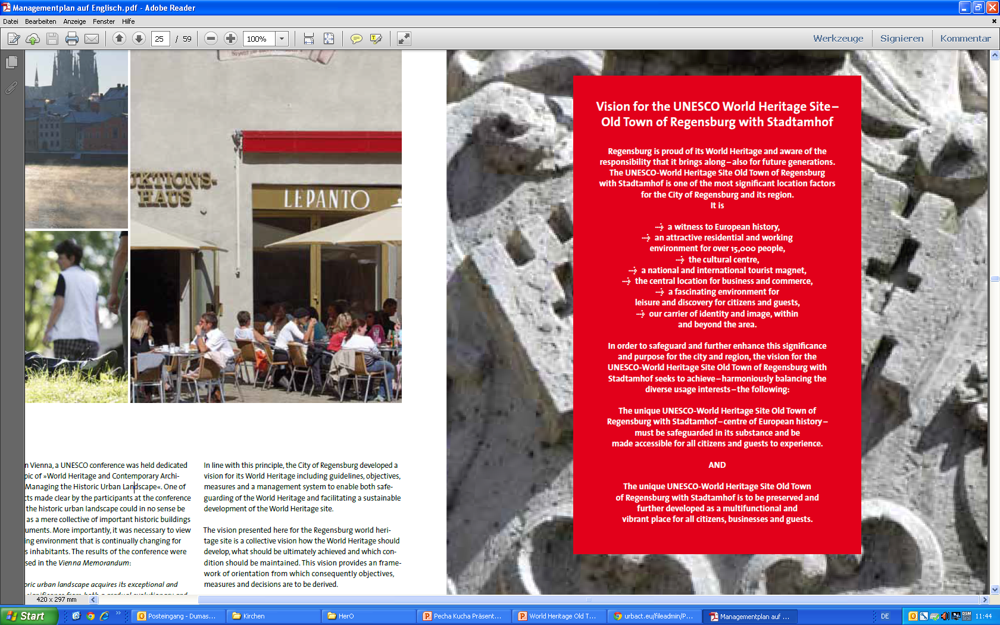 Managementplan auf Englisch.pdf - Adobe Reader
Datei Bearbeiten Anzeige Fenster Hilfe
25 / 59 100% Werkzeuge Signieren Kommentar
UKTIONS-
HAUS
LEPANTO
n Vienna, a UNESCO conference was held dedicated
pic of »World Heritage and Contemporary Archi-
Managing the Historic Urban Landscape«. One of
cts made clear by the participants at the conference
the historic urban landscape could in no sense be
as a mere collective of important historic buildings
uments. More importantly, it was necessary to view
ing environment that is continually changing for
s inhabitants. The results of the conference were
sed in the Vienna Memorandum:
oric urban landscape acquires its exceptional and
In line with this principle, the City of Regensburg developed a
vision for its World Heritage including guidelines, objectives,
measures and a management system to enable both safe-
guarding of the World Heritage and facilitating a sustainable
development of the World Heritage site.
The vision presented here for the Regensburg world heri-
tage site is a collective vision how the World Heritage should
develop, what should be ultimately achieved and which con-
dition should be maintained. This vision provides an frame-
work of orientation from which consequently objectives,
measures and decisions are to be derived.
Vision for the UNESCO World Heritage Site –
Old Town of Regensburg with Stadtamhof
Regensburg is proud of its World Heritage and aware of the
responsibility that it brings along – also for future generations.
The UNESCO-World Heritage Site Old Town of Regensburg
with Stadtamhof is one of the most significant location factors
for the City of Regensburg and its region.
It is
a witness to European history,
an attractive residential and working
environment for over 15,000 people,
the cultural centre,
a national and international tourist magnet,
the central location for business and commerce,
a fascinating environment for
leisure and discovery for citizens and guests,
our carrier of identity and image, within
and beyond the area.
In order to safeguard and further enhance this significance
and purpose for the city and region, the vision for the
UNESCO-World Heritage Site Old Town of Regensburg with
Stadtamhof seeks to achieve – harmoniously balancing the
diverse usage interests – the following:
The unique UNESCO-World Heritage Site Old Town of
Regensburg with Stadtamhof – centre of European history –
must be safeguarded in its substance and be
made accessible for all citizens and guests to experience.
AND
The unique UNESCO-World Heritage Site Old Town
of Regensburg with Stadtamhof is to be preserved and
further developed as a multifunctional and
vibrant place for all citizens, businesses and guests.
420 x 297 mm
Start Posteingang - Dumas... Kirchen HerO Pecha Kucha Präsent... World Heritage Old T... urbact.eu/fileadmin/P... Managementplan auf ... DE 11:44